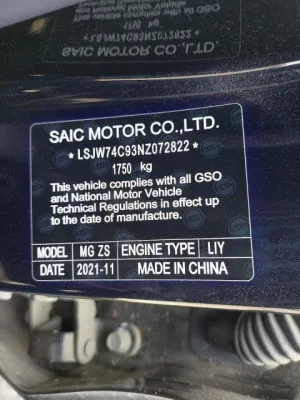 SAIC MOTOR CO.,LTD.
*LSJW74C93NZ072822*
1750 kg
This vehicle complies with all GSO
and National Motor Vehicle
Technical Regulations in effect up
to the date of manufacture.
MODEL MG ZS ENGINE TYPE LIY
DATE 2021-11 MADE IN CHINA